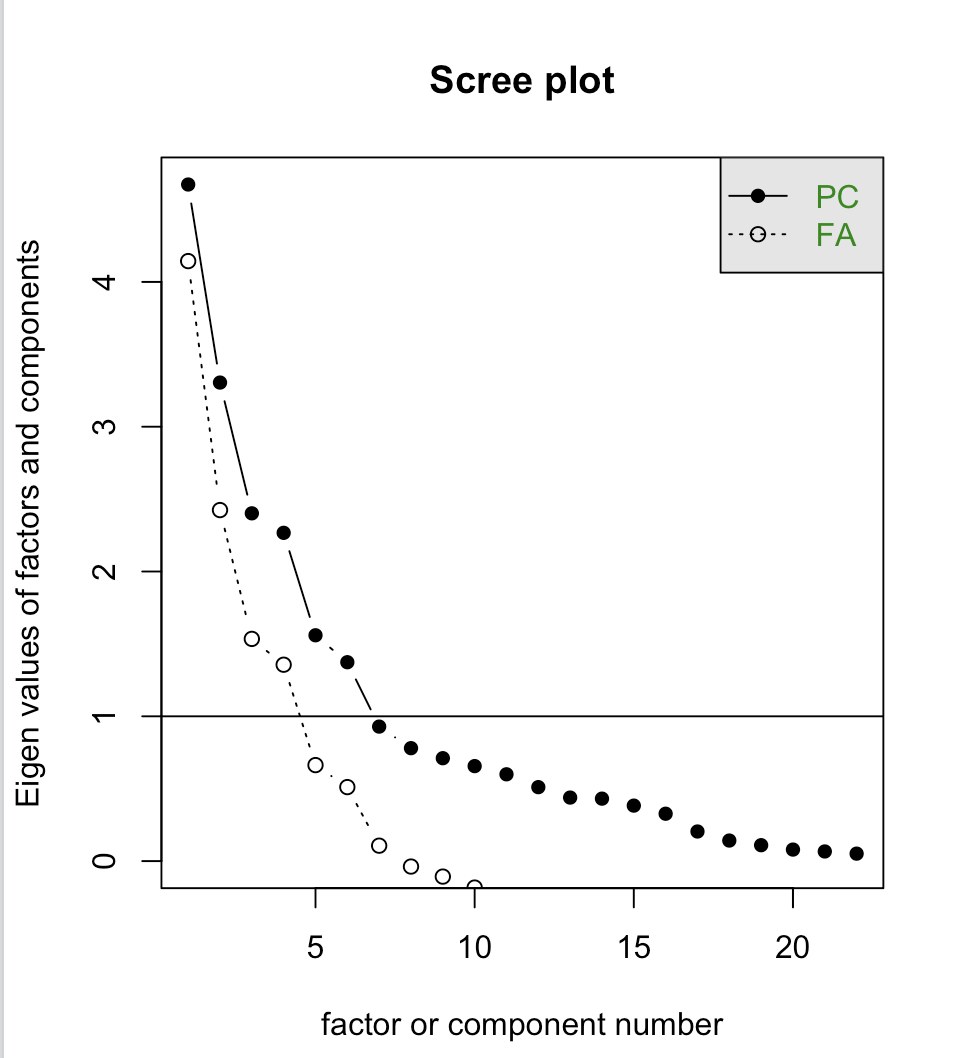 Scree plot
PC
FA
Eigen values of factors and components
4
3
2
1
0
5 10 15 20
factor or component number